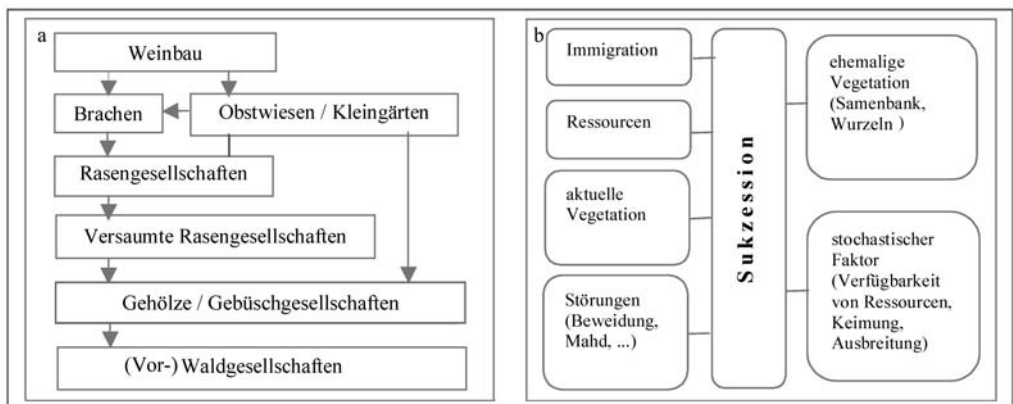 a
Weinbau
Brachen
Obstwiesen / Kleingärten
Rasengesellschaften
Versaumte Rasengesellschaften
Gehölze / Gebüschgesellschaften
(Vor-) Waldgesellschaften
b
Immigration
Ressourcen
aktuelle
Vegetation
Störungen
(Beweidung,
Mahd, ...)
Sukzession
ehemalige
Vegetation
(Samenbank,
Wurzeln )
stochastischer
Faktor
(Verfügbarkeit
von Ressourcen,
Keimung,
Ausbreitung)